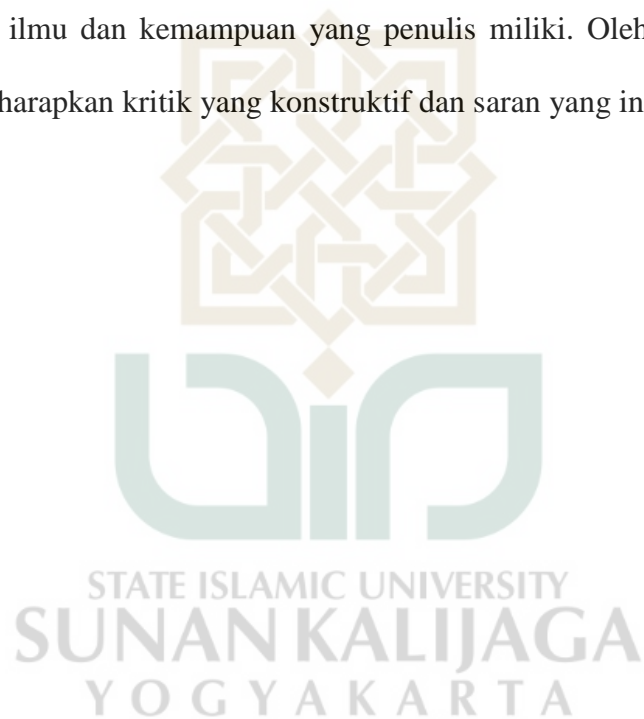 ilmu dan kemampuan yang penulis miliki. Oleh
harapkan kritik yang konstruktif dan saran yang in
STATE ISLAMIC UNIVERSITY
SUNAN KALIJAGA
YOGYAKARTA